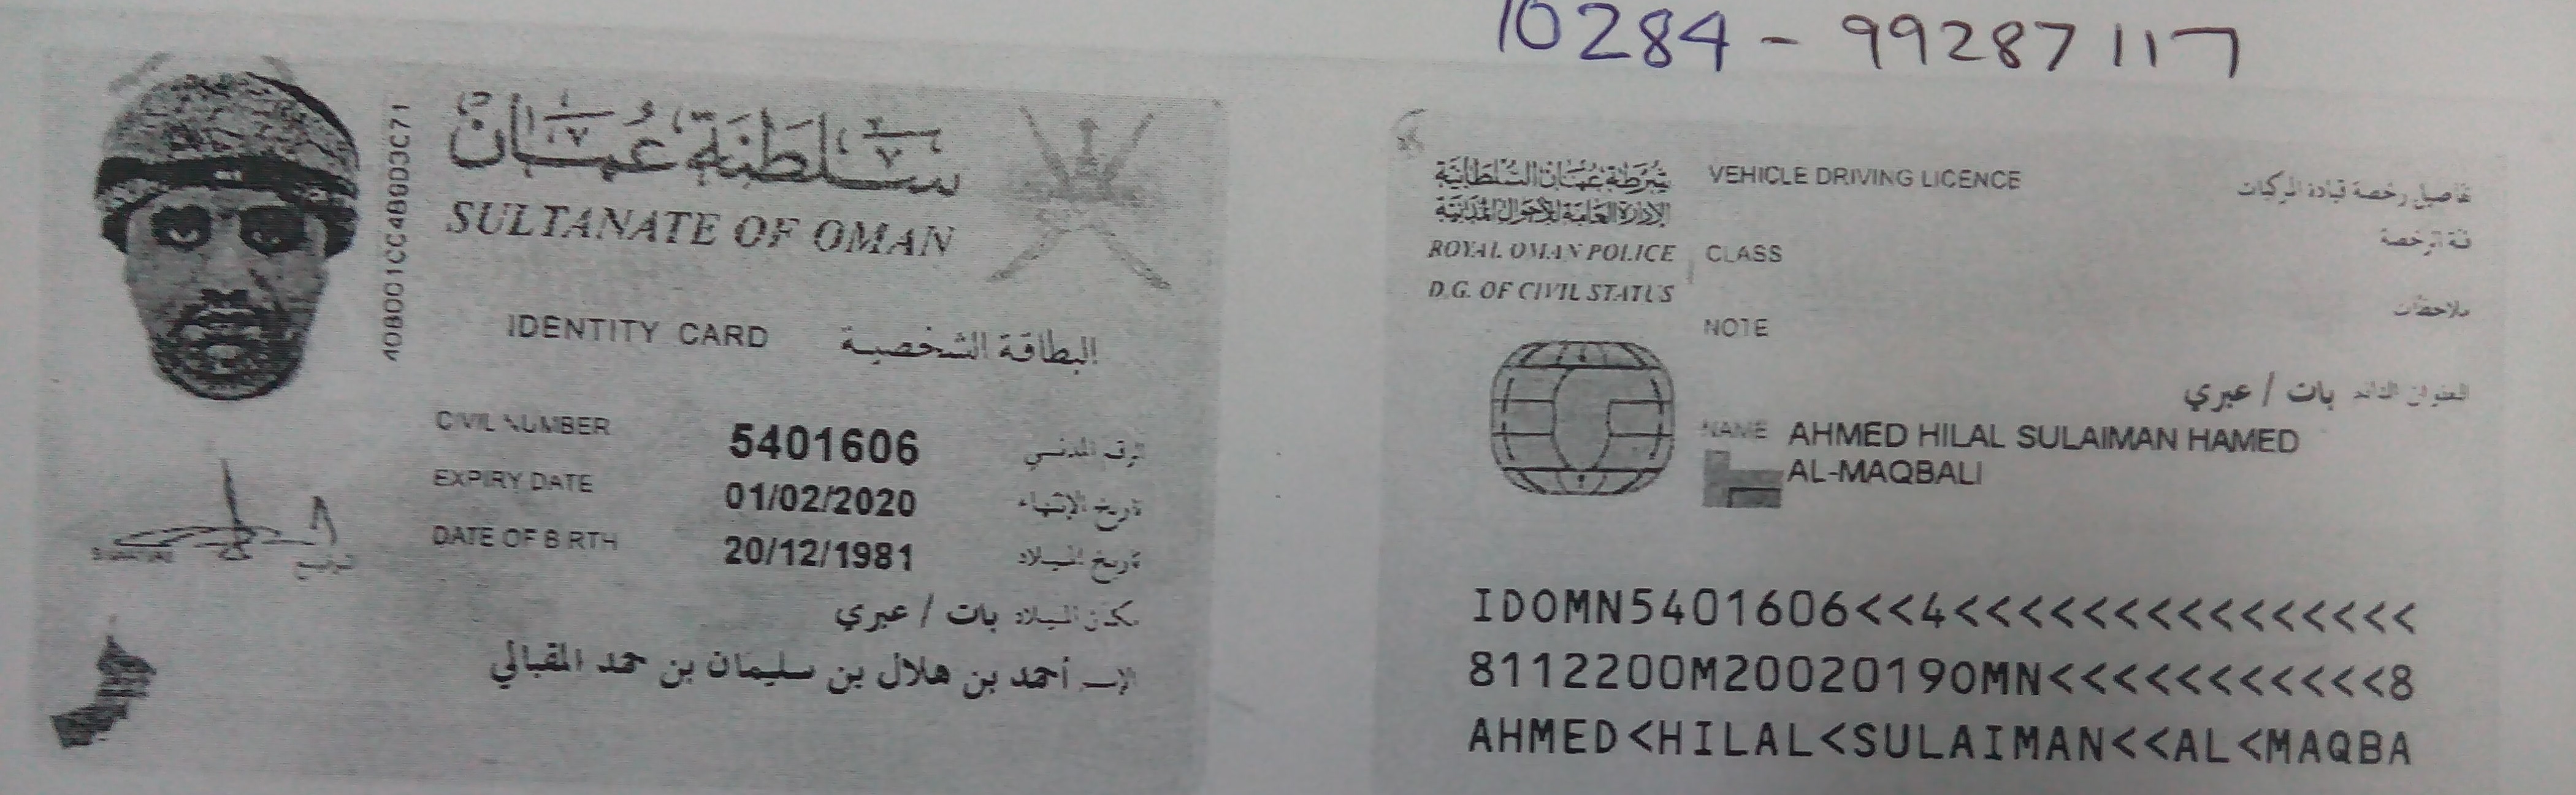 10284 - 99287117
سلطنة عُمان
SULTANATE OF OMAN
IDENTITY CARD البطاقة الشخصية
CIVIL NUMBER 5401606 الرقم المدني
EXPIRY DATE 01/02/2020 تاريخ الإنتهاء
DATE OF BIRTH 20/12/1981 تاريخ الميلاد
مكان الميلاد بات / عبري
الإسم أحمد بن هلال بن سليمان بن حمد المقبالي
التوقيع
شرطة عمان السلطانية
الإدارة العامة للأحوال المدنية
ROYAL OMAN POLICE
D.G. OF CIVIL STATUS
VEHICLE DRIVING LICENCE تفاصيل رخصة قيادة المركبات
CLASS فئة الرخصة
NOTE ملاحظات
العنوان الدائم بات / عبري
NAME AHMED HILAL SULAIMAN HAMED
AL-MAQBALI
IDOMN5401606<<4<<<<<<<<<<<<<<<
8112200M2002019OMN<<<<<<<<<<<8
AHMED<HILAL<SULAIMAN<<AL<MAQBA